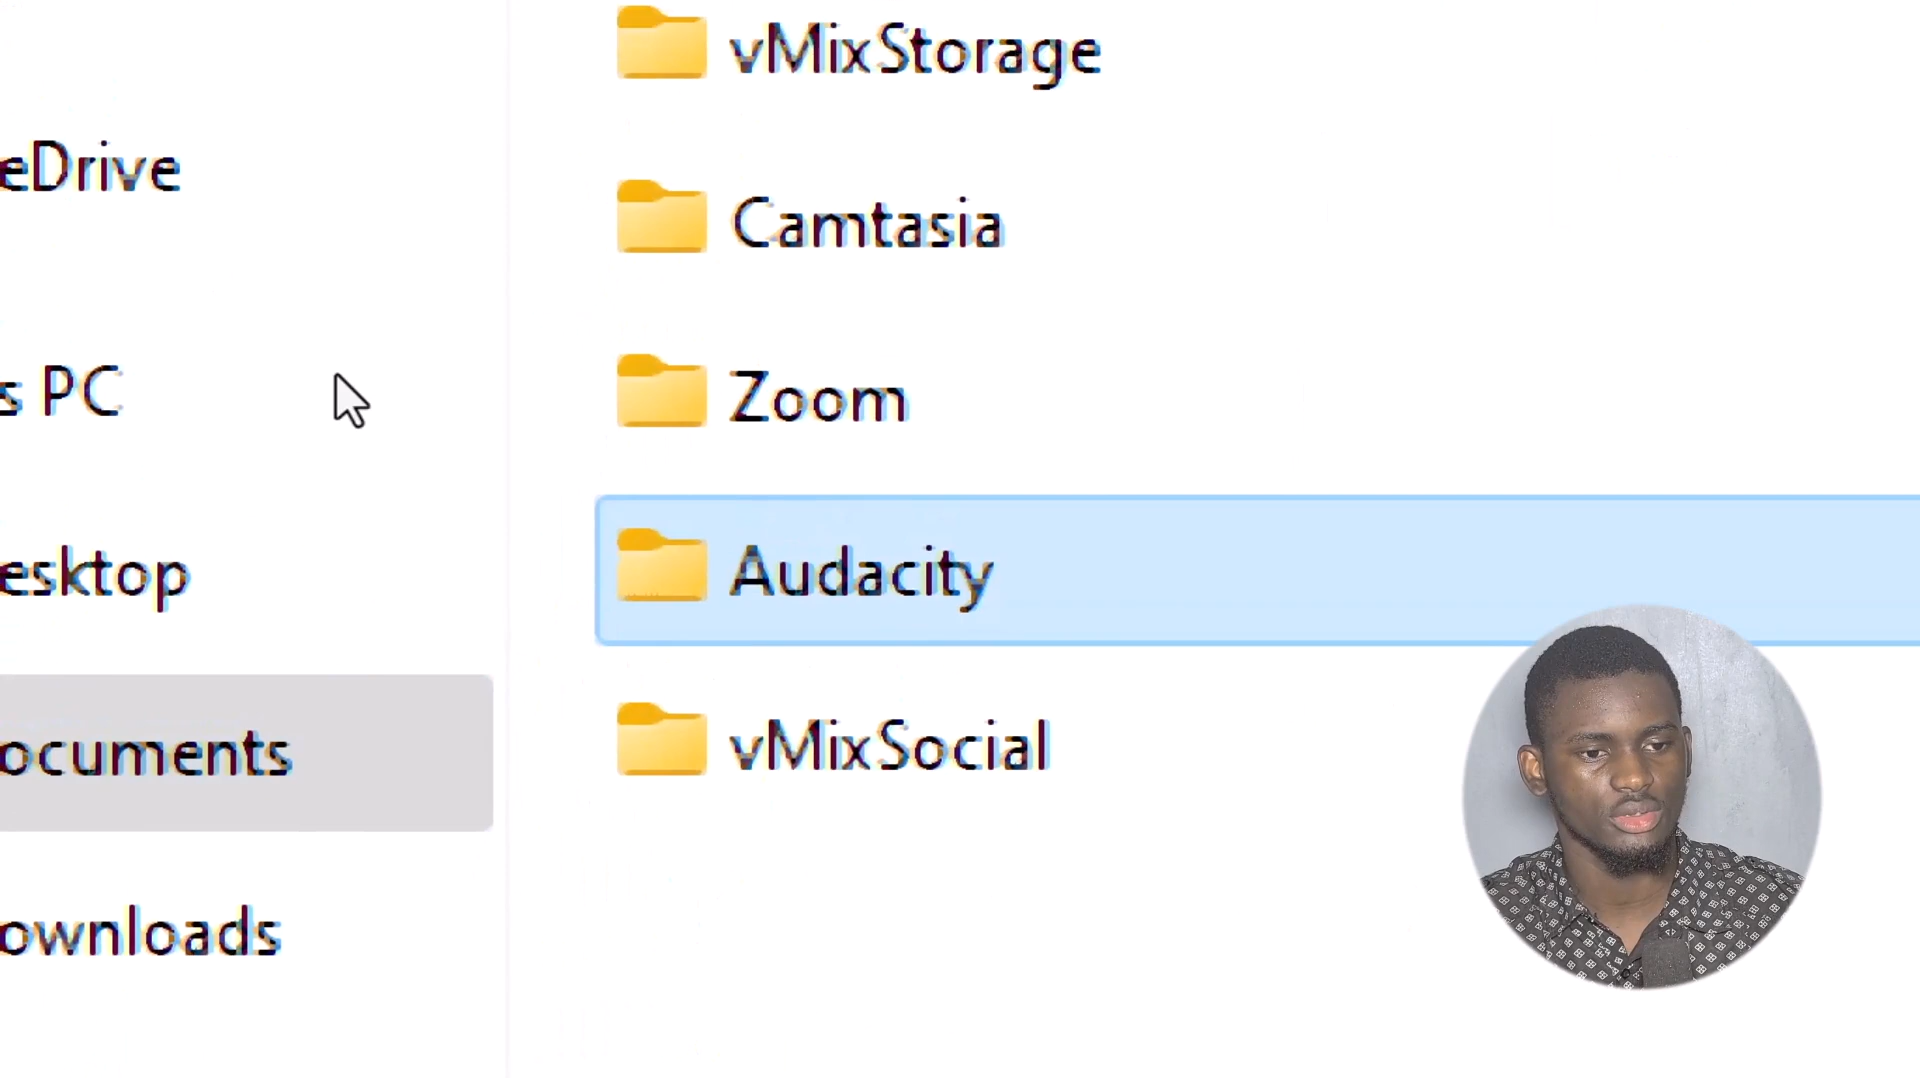 eDrive
s PC
esktop
ocuments
ownloads
vMixStorage
Camtasia
Zoom
Audacity
vMixSocial